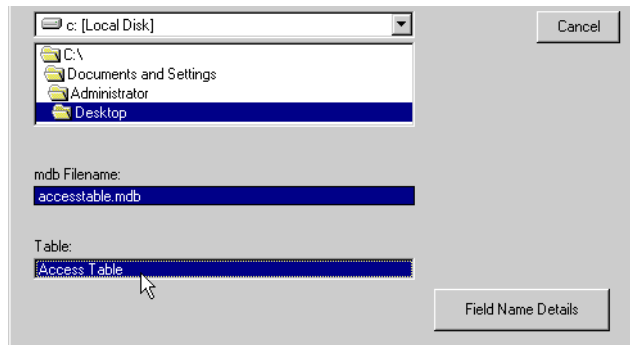 c: [Local Disk]
Cancel
C:\
Documents and Settings
Administrator
Desktop
mdb Filename:
accesstable.mdb
Table:
Access Table
Field Name Details